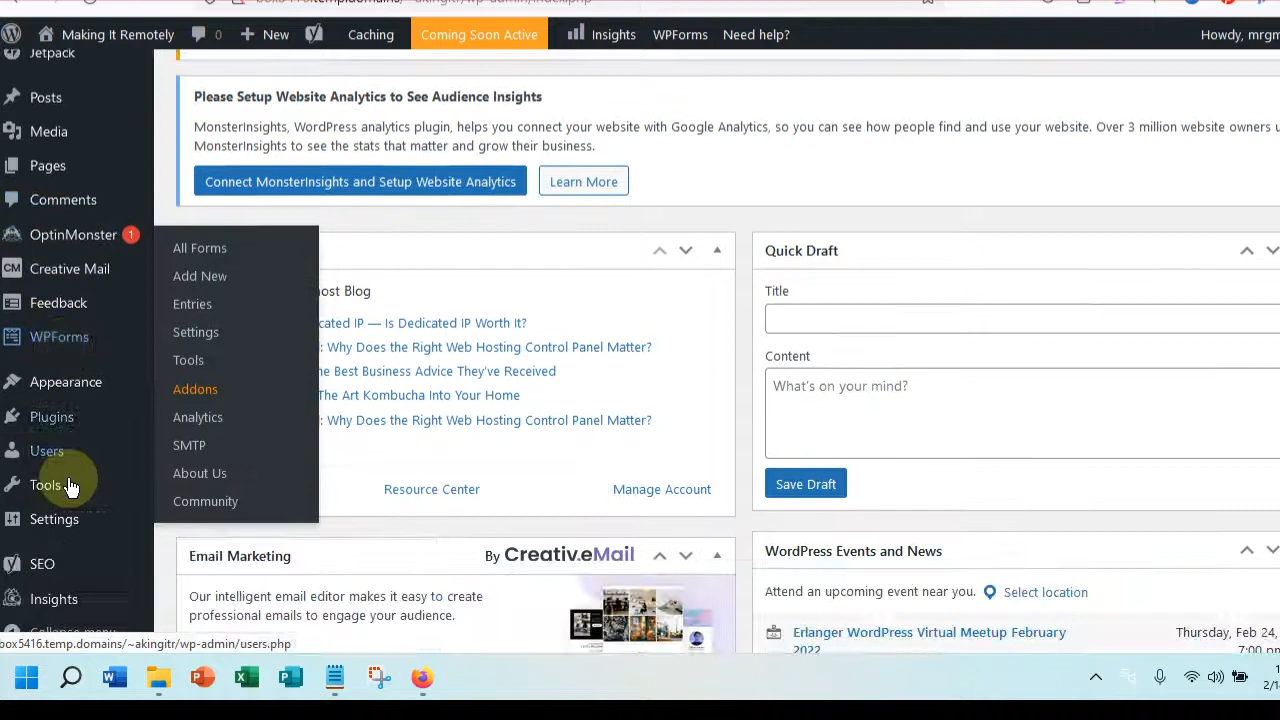 Making It Remotely
0
New
Caching
Coming Soon Active
Insights
WPForms
Need help?
Howdy, mrgm
Jetpack
Posts
Media
Pages
Comments
OptinMonster 1
CM Creative Mail
Feedback
WPForms
Appearance
Plugins
Users
Tools
Settings
SEO
Insights
Collapse menu
All Forms
Add New
Entries
Settings
Tools
Addons
Analytics
SMTP
About Us
Community
Please Setup Website Analytics to See Audience Insights
MonsterInsights, WordPress analytics plugin, helps you connect your website with Google Analytics, so you can see how people find and use your website. Over 3 million website owners u
MonsterInsights to see the stats that matter and grow their business.
Connect MonsterInsights and Setup Website Analytics
Learn More
ost Blog
cated IP — Is Dedicated IP Worth It?
: Why Does the Right Web Hosting Control Panel Matter?
he Best Business Advice They've Received
The Art Kombucha Into Your Home
: Why Does the Right Web Hosting Control Panel Matter?
Resource Center
Manage Account
Email Marketing
By Creative Mail
Our intelligent email editor makes it easy to create
professional emails to engage your audience.
Quick Draft
Title
Content
What's on your mind?
Save Draft
WordPress Events and News
Attend an upcoming event near you.
Select location
Erlanger WordPress Virtual Meetup February
2022
Thursday, Feb 24,
7:00 pm
box5416.temp.domains/~akingitr/wp-admin/users.php
2/1